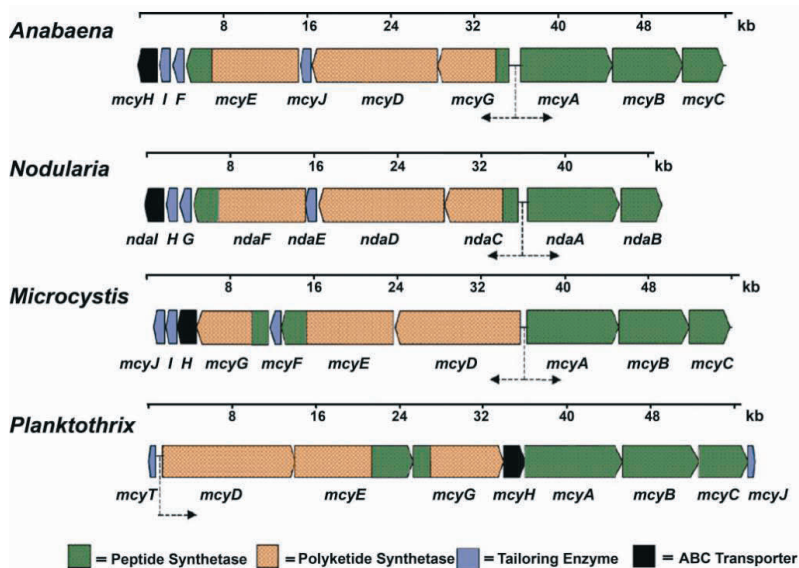 8 16 24 32 40 48 kb
Anabaena
mcyH I F mcyE mcyJ mcyD mcyG mcyA mcyB mcyC
8 16 24 32 40 kb
Nodularia
ndaI H G ndaF ndaE ndaD ndaC ndaA ndaB
8 16 24 32 40 48 kb
Microcystis
mcyJ I H mcyG mcyF mcyE mcyD mcyA mcyB mcyC
8 16 24 32 40 48 kb
Planktothrix
mcyT mcyD mcyE mcyG mcyH mcyA mcyB mcyC mcyJ
= Peptide Synthetase = Polyketide Synthetase = Tailoring Enzyme = ABC Transporter